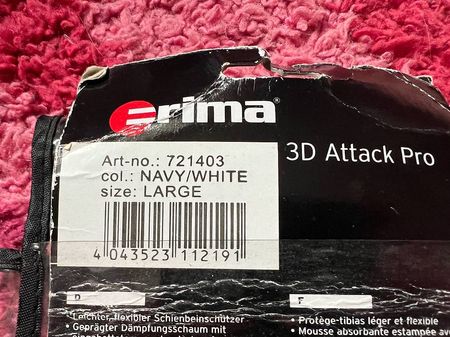 erima
3D Attack Pro
Art-no.: 721403
col.: NAVY/WHITE
size: LARGE
4 043523 112191
D
Leichter, flexibler Schienbeinschützer
• Geprägter Dämpfungsschaum mit
F
• Protège-tibias léger et flexible
• Mousse absorbante estampée